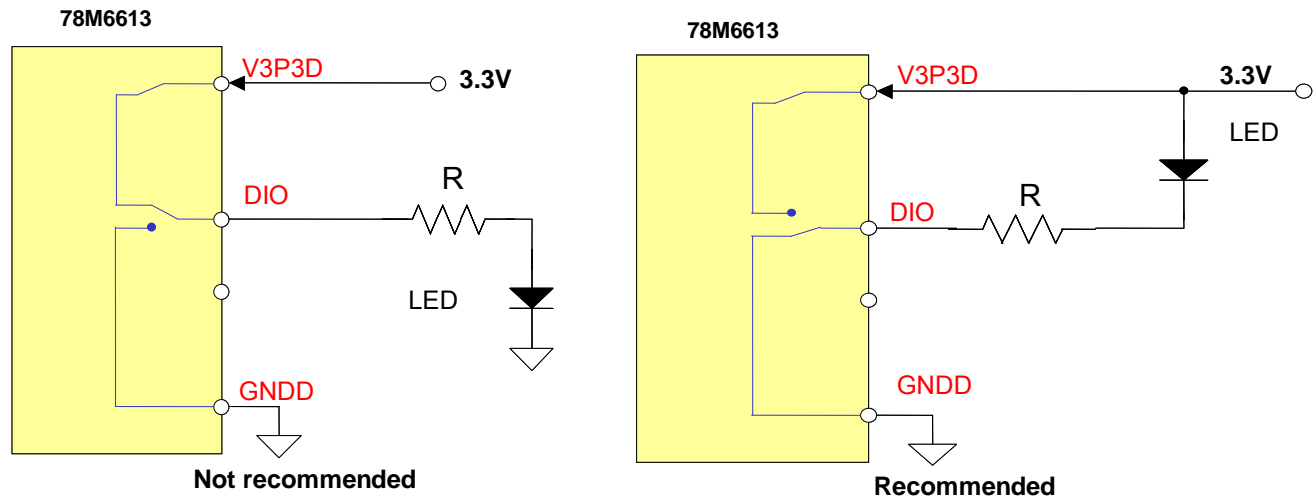 78M6613
V3P3D
3.3V
DIO
R
LED
GNDD
Not recommended
78M6613
V3P3D
3.3V
LED
R
DIO
GNDD
Recommended